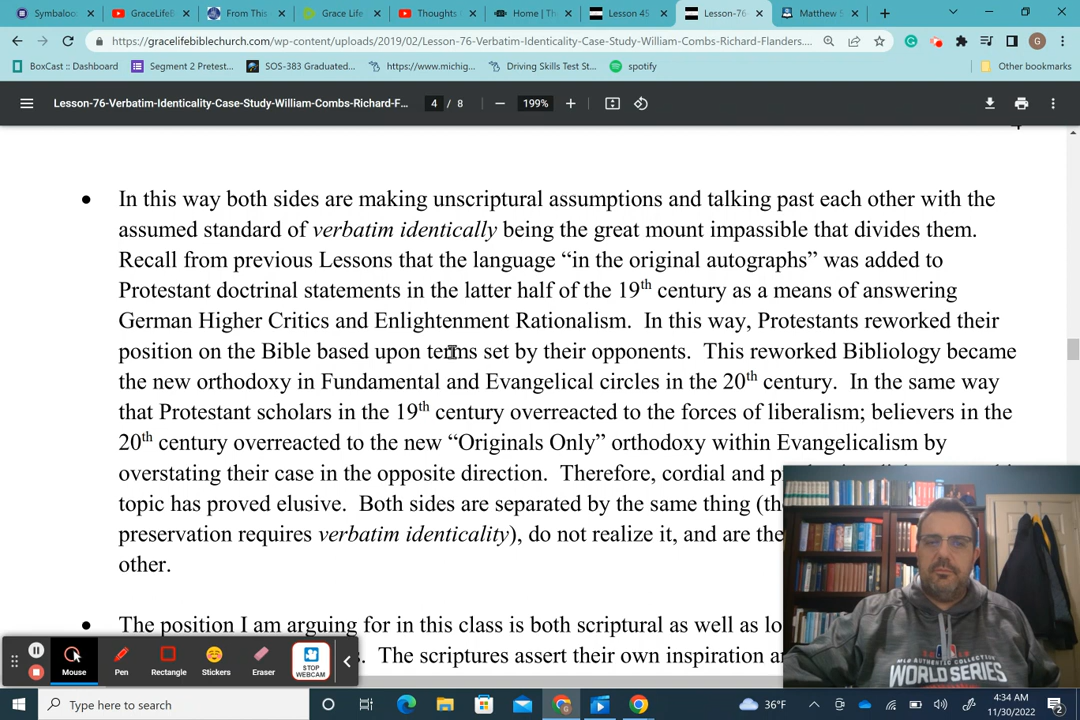 Symbaloo
GraceLifeB
From This
Grace Life
Thoughts
Home | Th
Lesson 45
Lesson-76
Matthew 5
https://gracelifebiblechurch.com/wp-content/uploads/2019/02/Lesson-76-Verbatim-Identicality-Case-Study-William-Combs-Richard-Flanders....
G
BoxCast :: Dashboard
Segment 2 Pretest...
SOS-383 Graduated...
https://www.michig...
Driving Skills Test St...
spotify
Other bookmarks
Lesson-76-Verbatim-Identicality-Case-Study-William-Combs-Richard-F...
4 / 8
199%
• In this way both sides are making unscriptural assumptions and talking past each other with the
assumed standard of verbatim identically being the great mount impassible that divides them.
Recall from previous Lessons that the language “in the original autographs” was added to
Protestant doctrinal statements in the latter half of the 19th century as a means of answering
German Higher Critics and Enlightenment Rationalism. In this way, Protestants reworked their
position on the Bible based upon terms set by their opponents. This reworked Bibliology became
the new orthodoxy in Fundamental and Evangelical circles in the 20th century. In the same way
that Protestant scholars in the 19th century overreacted to the forces of liberalism; believers in the
20th century overreacted to the new “Originals Only” orthodoxy within Evangelicalism by
overstating their case in the opposite direction. Therefore, cordial and
topic has proved elusive. Both sides are separated by the same thing
preservation requires verbatim identicality), do not realize it, and are the
other.
• The position I am arguing for in this class is both scriptural as well as
The scriptures assert their own inspiration
Mouse
Pen
Rectangle
Stickers
Eraser
STOP
WEBCAM
MLB AUTHENTIC COLLECTION
WORLD SERIES
Type here to search
36°F
4:34 AM
11/30/2022
2